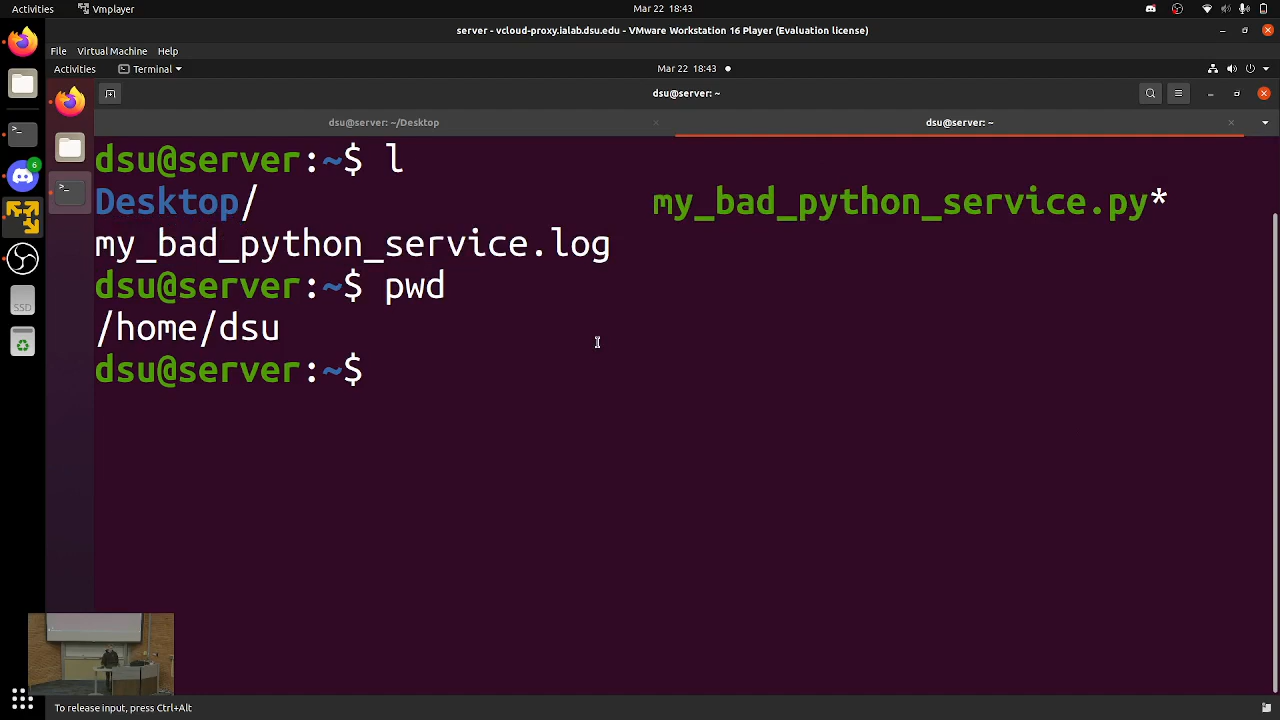 Activities
Vmplayer
Mar 22 18:43
server - vcloud-proxy.ialab.dsu.edu - VMware Workstation 16 Player (Evaluation license)
File
Virtual Machine
Help
Activities
Terminal
Mar 22 18:43
dsu@server: ~
dsu@server: ~/Desktop
dsu@server: ~
dsu@server:~$ l
Desktop/ my_bad_python_service.py*
my_bad_python_service.log
dsu@server:~$ pwd
/home/dsu
dsu@server:~$
6
SSD
To release input, press Ctrl+Alt